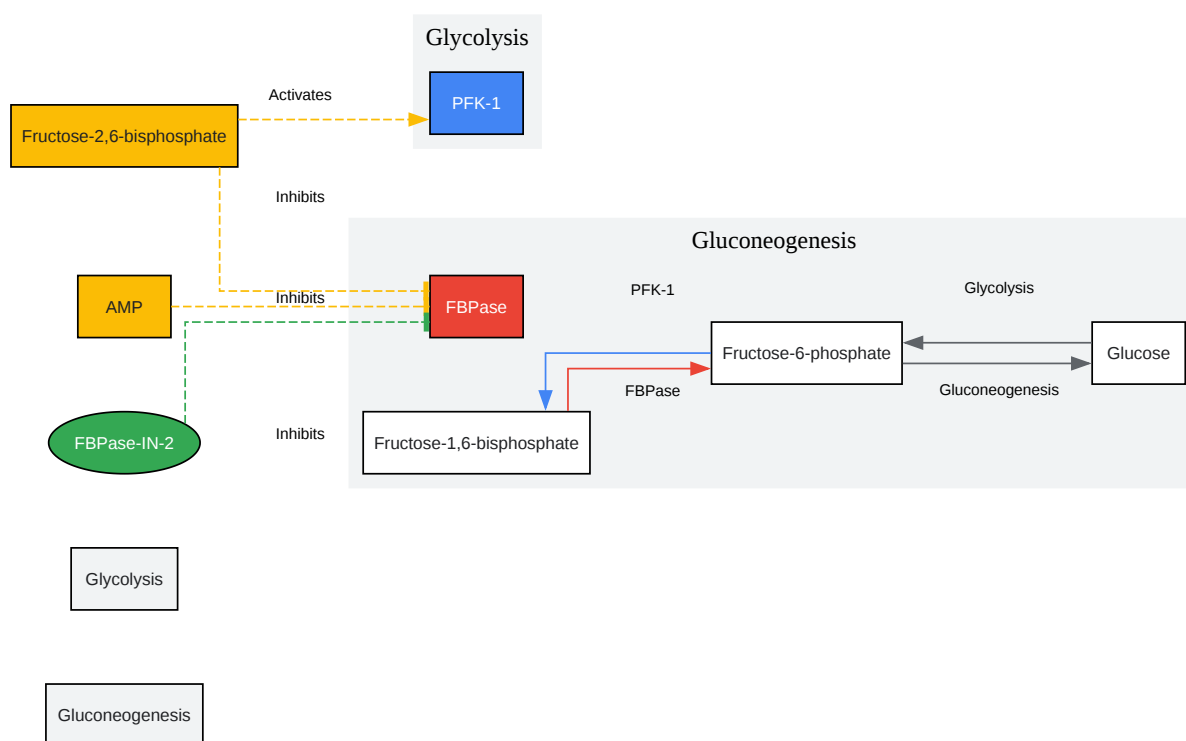 Glycolysis
PFK-1
Activates
Fructose-2,6-bisphosphate
Inhibits
Gluconeogenesis
AMP
Inhibits
FBPase
PFK-1
Glycolysis
Fructose-6-phosphate
Glucose
FBPase
Gluconeogenesis
FBPase-IN-2
Inhibits
Fructose-1,6-bisphosphate
Glycolysis
Gluconeogenesis